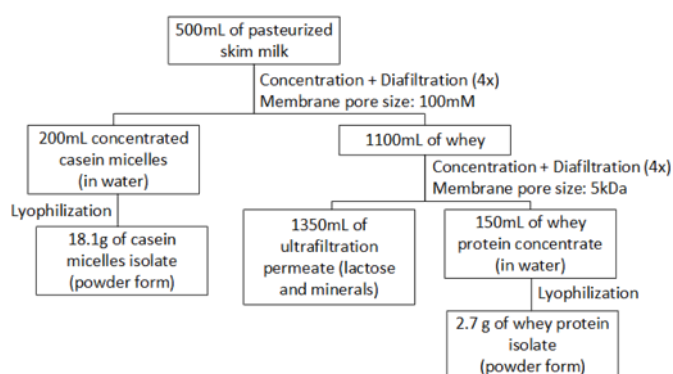 500mL of pasteurized
skim milk
Concentration + Diafiltration (4x)
Membrane pore size: 100mM
200mL concentrated
casein micelles
(in water)
1100mL of whey
Concentration + Diafiltration (4x)
Membrane pore size: 5kDa
Lyophilization
18.1g of casein
micelles isolate
(powder form)
1350mL of
ultrafiltration
permeate (lactose
and minerals)
150mL of whey
protein concentrate
(in water)
Lyophilization
2.7 g of whey protein
isolate
(powder form)